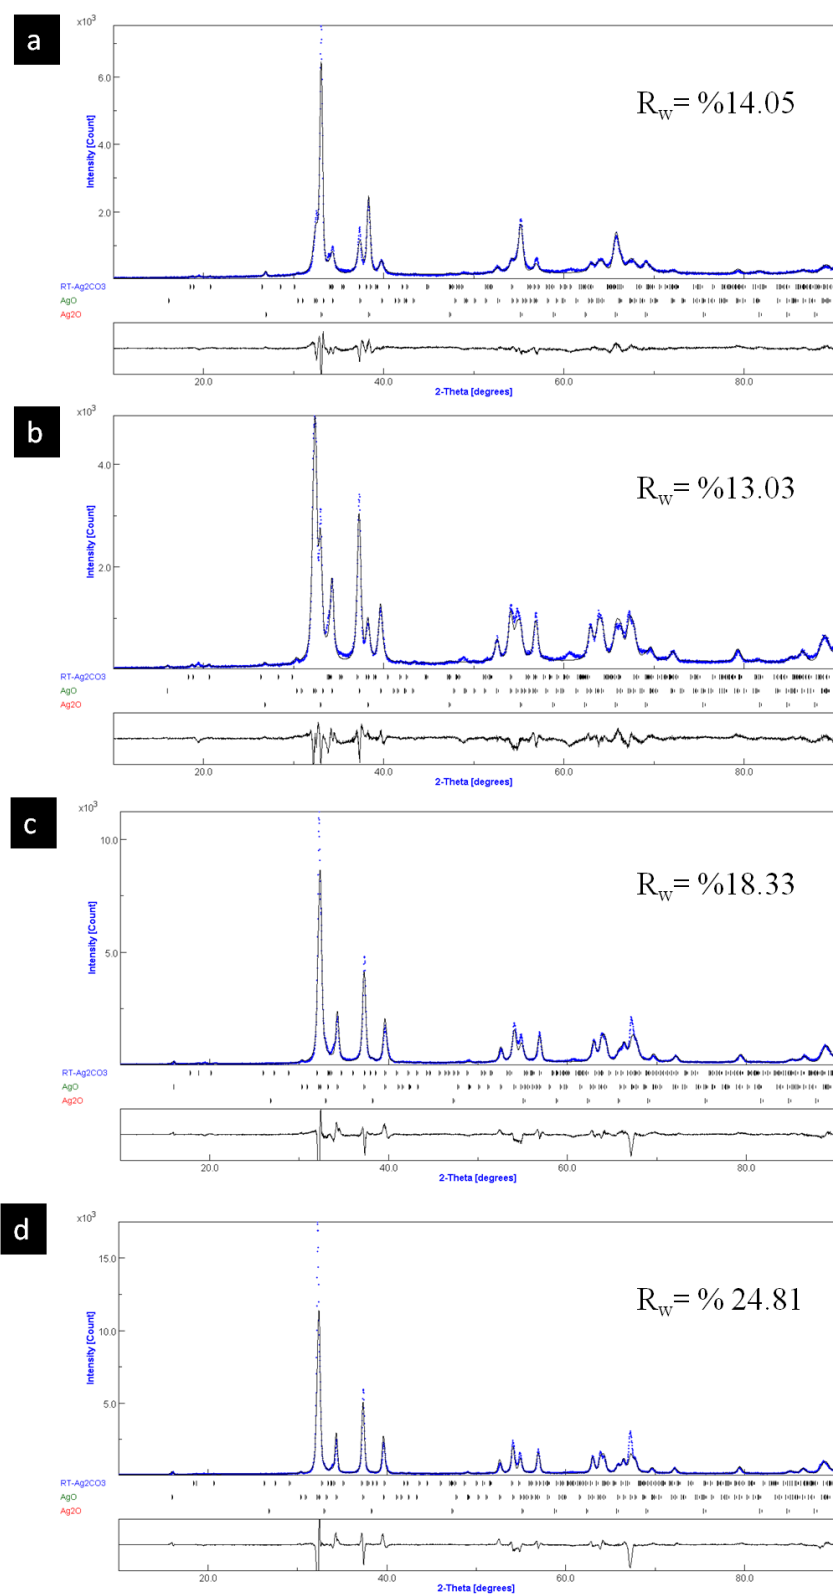 a
x10³
6.0
4.0
2.0
Intensity [Count]
R_w= %14.05
RT-Ag2CO3
AgO
Ag2O
20.0 40.0 60.0 80.0
2-Theta [degrees]
b
x10³
4.0
2.0
Intensity [Count]
R_w= %13.03
RT-Ag2CO3
AgO
Ag2O
20.0 40.0 60.0 80.0
2-Theta [degrees]
c
x10³
10.0
5.0
Intensity [Count]
R_w= %18.33
RT-Ag2CO3
AgO
Ag2O
20.0 40.0 60.0 80.0
2-Theta [degrees]
d
x10³
15.0
10.0
5.0
Intensity [Count]
R_w= % 24.81
RT-Ag2CO3
AgO
Ag2O
20.0 40.0 60.0 80.0
2-Theta [degrees]